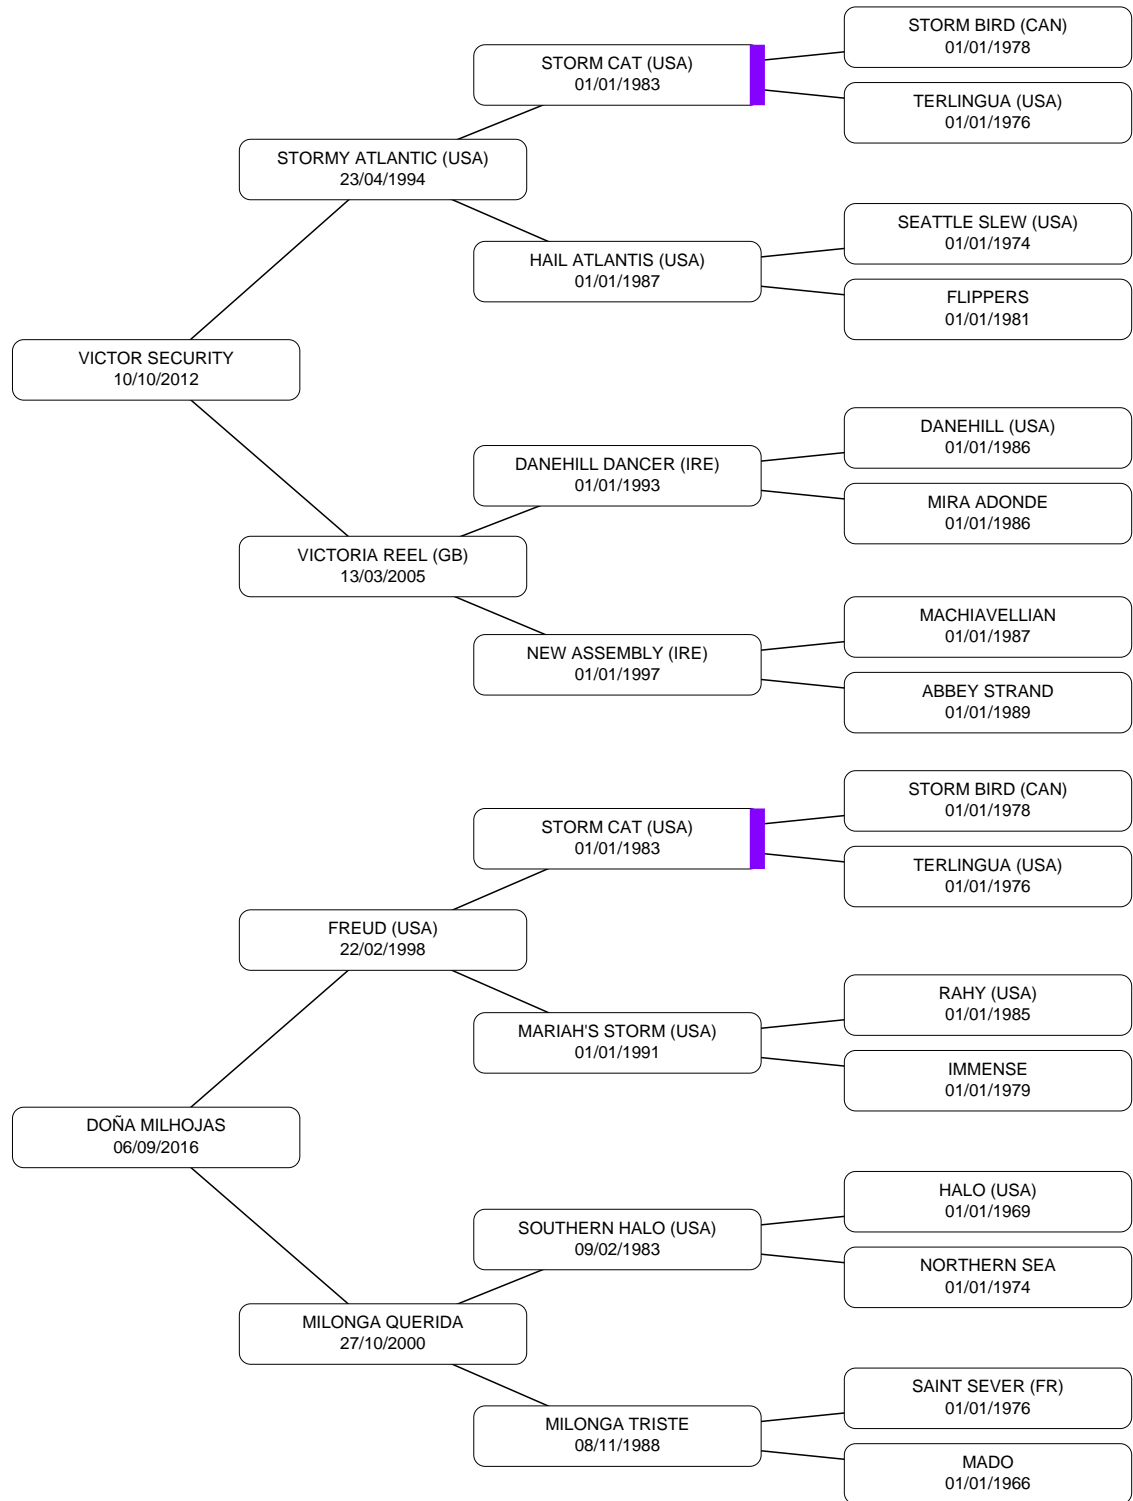 STORM BIRD (CAN)
01/01/1978
STORM CAT (USA)
01/01/1983
TERLINGUA (USA)
01/01/1976
STORMY ATLANTIC (USA)
23/04/1994
SEATTLE SLEW (USA)
01/01/1974
HAIL ATLANTIS (USA)
01/01/1987
FLIPPERS
01/01/1981
VICTOR SECURITY
10/10/2012
DANEHILL (USA)
01/01/1986
DANEHILL DANCER (IRE)
01/01/1993
MIRA ADONDE
01/01/1986
VICTORIA REEL (GB)
13/03/2005
MACHIAVELLIAN
01/01/1987
NEW ASSEMBLY (IRE)
01/01/1997
ABBEY STRAND
01/01/1989
STORM BIRD (CAN)
01/01/1978
STORM CAT (USA)
01/01/1983
TERLINGUA (USA)
01/01/1976
FREUD (USA)
22/02/1998
RAHY (USA)
01/01/1985
MARIAH'S STORM (USA)
01/01/1991
IMMENSE
01/01/1979
DOÑA MILHOJAS
06/09/2016
HALO (USA)
01/01/1969
SOUTHERN HALO (USA)
09/02/1983
NORTHERN SEA
01/01/1974
MILONGA QUERIDA
27/10/2000
SAINT SEVER (FR)
01/01/1976
MILONGA TRISTE
08/11/1988
MADO
01/01/1966